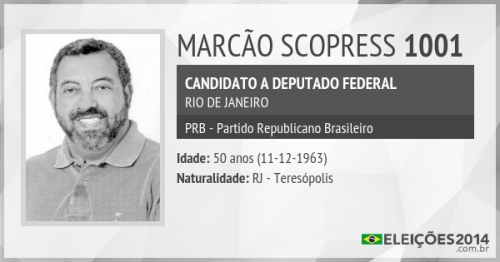 MARCÃO SCOPRESS 1001
CANDIDATO A DEPUTADO FEDERAL
RIO DE JANEIRO
PRB - Partido Republicano Brasileiro
Idade: 50 anos (11-12-1963)
Naturalidade: RJ - Teresópolis
ELEIÇÕES2014
.com.br